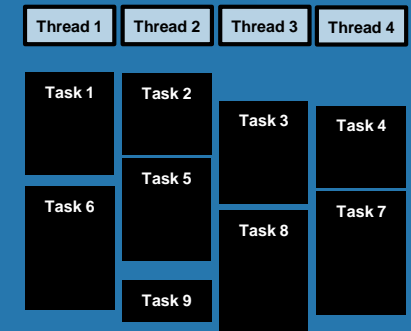 Thread 1 Thread 2 Thread 3 Thread 4
Task 1 Task 2
Task 3 Task 4
Task 5
Task 6 Task 7
Task 8
Task 9